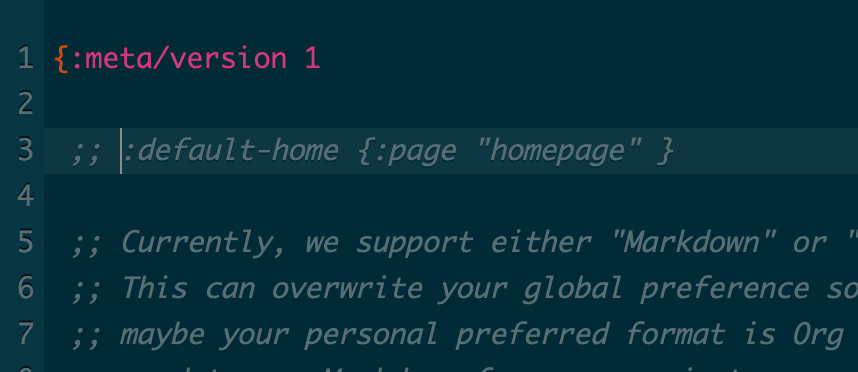 1 {:meta/version 1
2
3 ;; :default-home {:page "homepage" }
4
5 ;; Currently, we support either "Markdown" or "
6 ;; This can overwrite your global preference so
7 ;; maybe your personal preferred format is Org